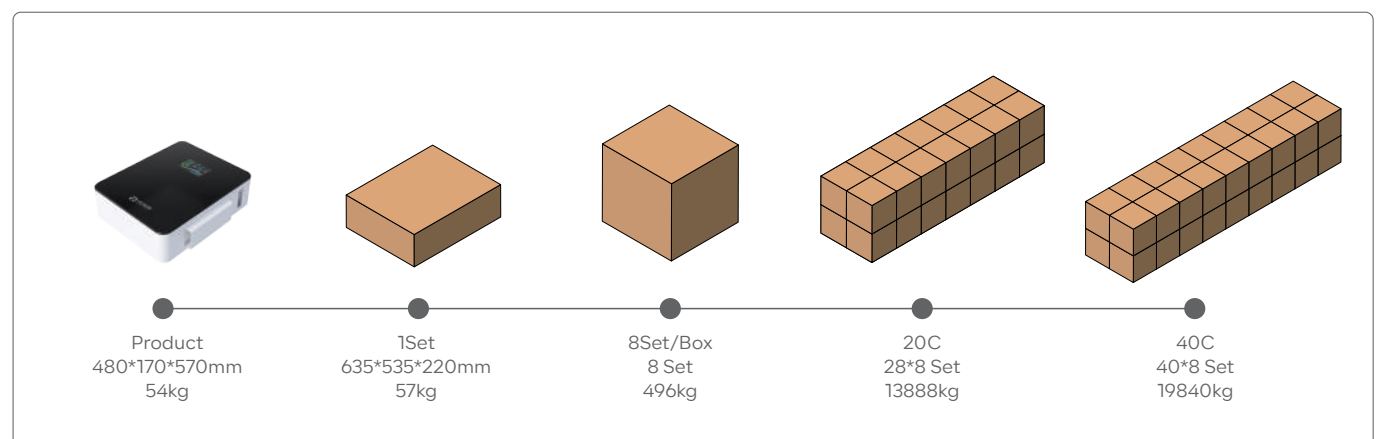 Product
480*170*570mm
54kg
1Set
635*535*220mm
57kg
8Set/Box
8 Set
496kg
20C
28*8 Set
13888kg
40C
40*8 Set
19840kg